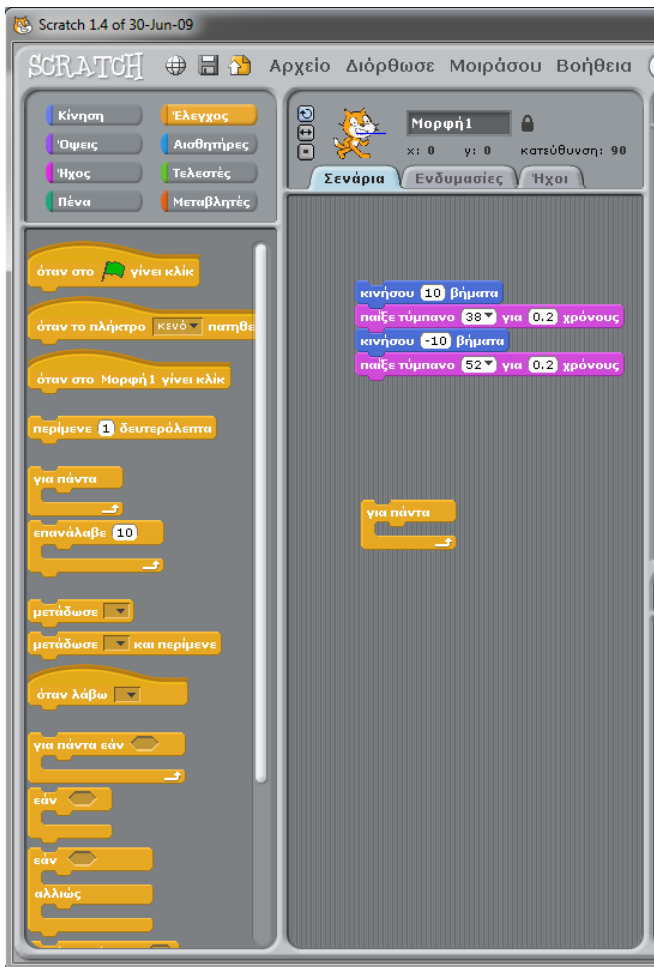 Scratch 1.4 of 30-Jun-09
SCRATCH Αρχείο Διόρθωσε Μοιράσου Βοήθεια
Κίνηση Έλεγχος
Όψεις Αισθητήρες
Ήχος Τελεστές
Πένα Μεταβλητές
Μορφή1
x: 0 y: 0 κατεύθυνση: 90
Σενάρια Ενδυμασίες Ήχοι
όταν στο γίνει κλίκ
όταν το πλήκτρο κενό πατηθε
όταν στο Μορφή1 γίνει κλίκ
περίμενε 1 δευτερόλεπτα
για πάντα
επανάλαβε 10
μετάδωσε
μετάδωσε και περίμενε
όταν λάβω
για πάντα εάν
εάν
εάν
αλλιώς
κινήσου 10 βήματα
παίξε τύμπανο 38 για 0.2 χρόνους
κινήσου -10 βήματα
παίξε τύμπανο 52 για 0.2 χρόνους
για πάντα